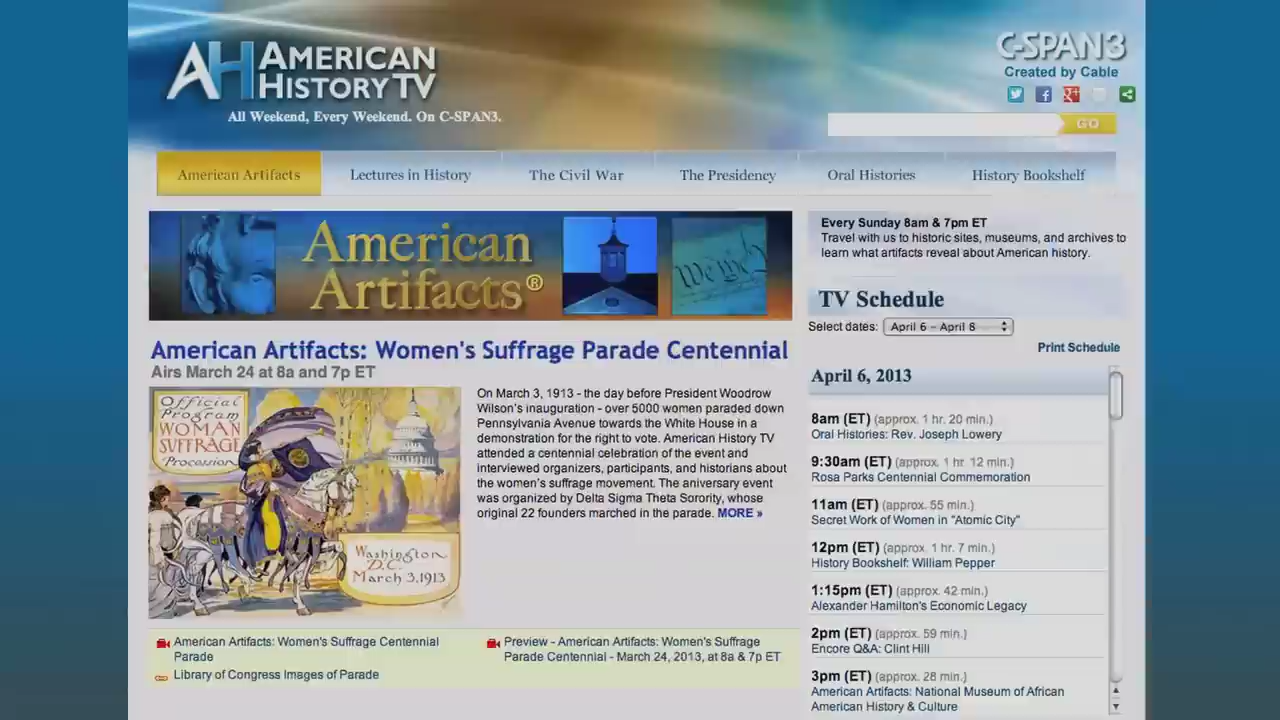 AH AMERICAN
HISTORY TV
All Weekend, Every Weekend. On C-SPAN3.
C-SPAN3
Created by Cable
GO
American Artifacts
Lectures in History
The Civil War
The Presidency
Oral Histories
History Bookshelf
American
Artifacts®
We the
American Artifacts: Women's Suffrage Parade Centennial
Airs March 24 at 8a and 7p ET
Official
Program
WOMAN
SUFFRAGE
Procession
Washington
D.C.
March 3, 1913
On March 3, 1913 - the day before President Woodrow
Wilson's inauguration - over 5000 women paraded down
Pennsylvania Avenue towards the White House in a
demonstration for the right to vote. American History TV
attended a centennial celebration of the event and
interviewed organizers, participants, and historians about
the women's suffrage movement. The aniversary event
was organized by Delta Sigma Theta Sorority, whose
original 22 founders marched in the parade. MORE »
American Artifacts: Women's Suffrage Centennial
Parade
Library of Congress Images of Parade
Preview - American Artifacts: Women's Suffrage
Parade Centennial - March 24, 2013, at 8a & 7p ET
Every Sunday 8am & 7pm ET
Travel with us to historic sites, museums, and archives to
learn what artifacts reveal about American history.
TV Schedule
Select dates: April 6 - April 8
Print Schedule
April 6, 2013
8am (ET) (approx. 1 hr. 20 min.)
Oral Histories: Rev. Joseph Lowery
9:30am (ET) (approx. 1 hr 12 min.)
Rosa Parks Centennial Commemoration
11am (ET) (approx. 55 min.)
Secret Work of Women in "Atomic City"
12pm (ET) (approx. 1 hr. 7 min.)
History Bookshelf: William Pepper
1:15pm (ET) (approx. 42 min.)
Alexander Hamilton's Economic Legacy
2pm (ET) (approx. 59 min.)
Encore Q&A: Clint Hill
3pm (ET) (approx. 28 min.)
American Artifacts: National Museum of African
American History & Culture